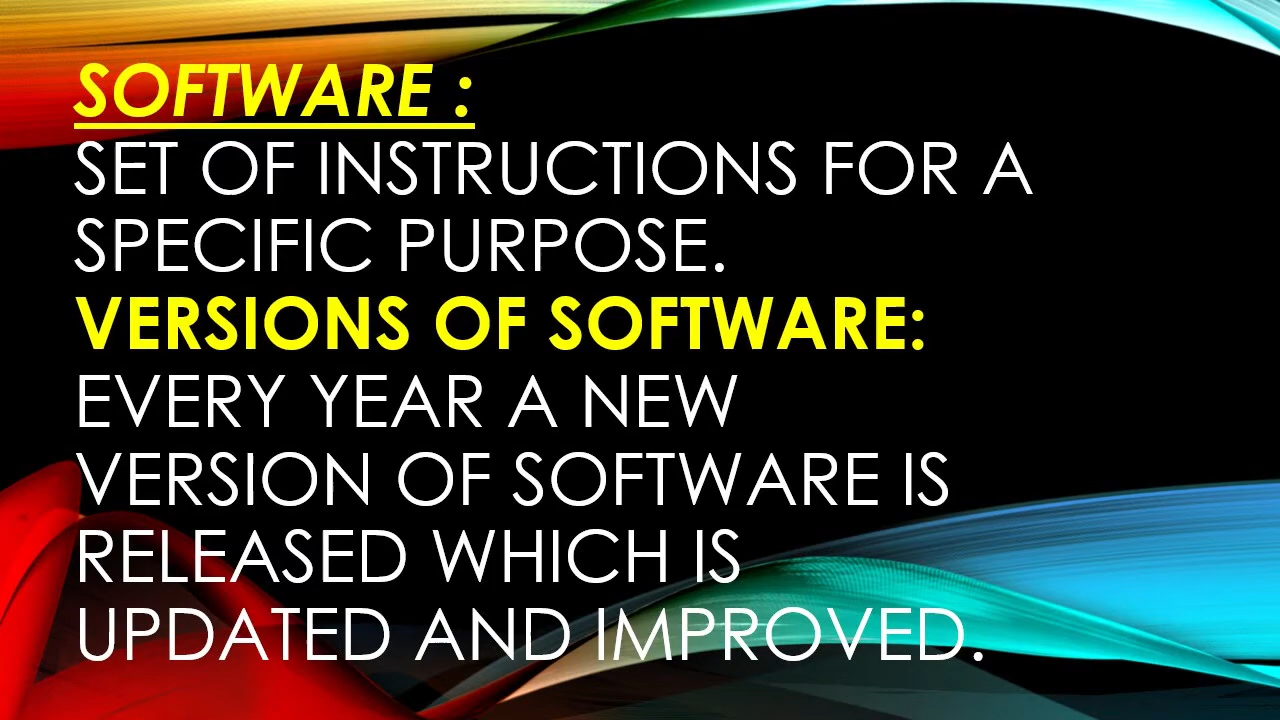 SOFTWARE :
SET OF INSTRUCTIONS FOR A
SPECIFIC PURPOSE.
VERSIONS OF SOFTWARE:
EVERY YEAR A NEW
VERSION OF SOFTWARE IS
RELEASED WHICH IS
UPDATED AND IMPROVED.